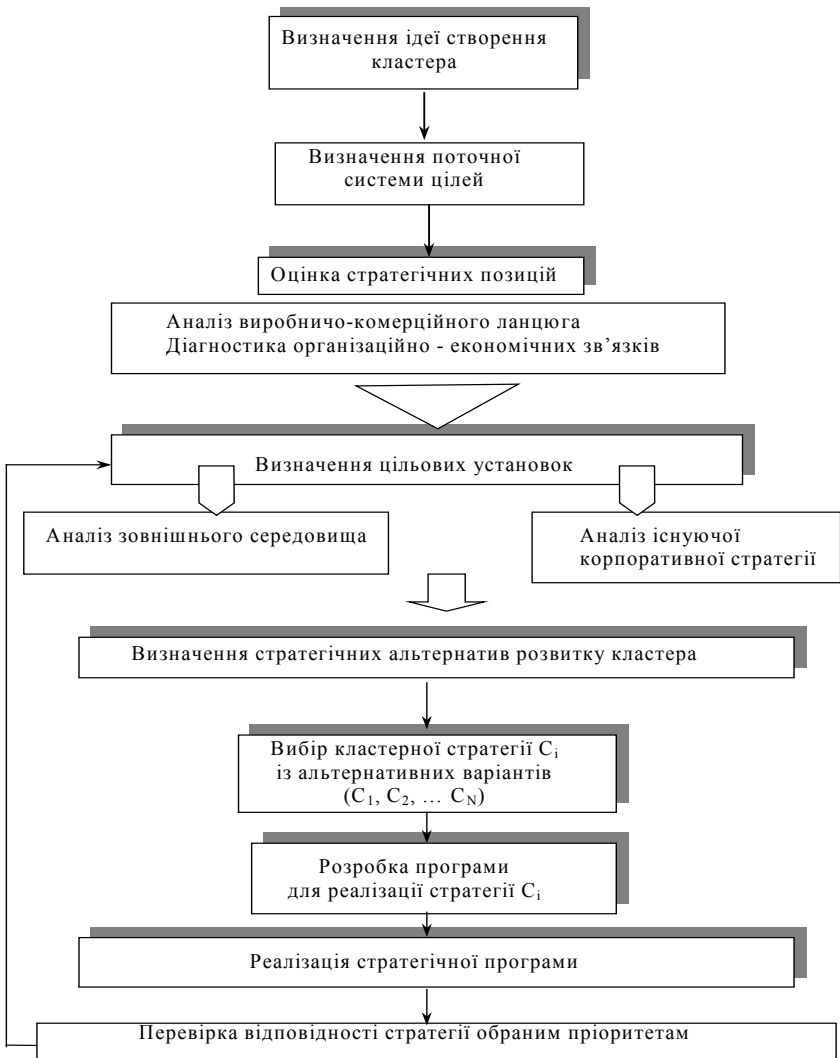 Визначення ідеї створення
кластера
Визначення поточної
системи цілей
Оцінка стратегічних позицій
Аналіз виробничо-комерційного ланцюга
Діагностика організаційно - економічних зв’язків
Визначення цільових установок
Аналіз зовнішнього середовища
Аналіз існуючої
корпоративної стратегії
Визначення стратегічних альтернатив розвитку кластера
Вибір кластерної стратегії Cᵢ
із альтернативних варіантів
(C₁, C₂, … C_N)
Розробка програми
для реалізації стратегії Cᵢ
Реалізація стратегічної програми
Перевірка відповідності стратегії обраним пріоритетам